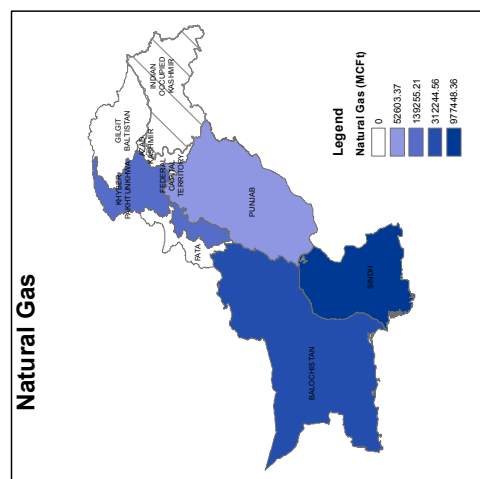 Natural Gas
GILGIT
BALTISTAN
INDIAN
OCCUPIED
KASHMIR
KHYBER
PAKHTUNKHWA
AZAD
KASHMIR
FEDERAL
CAPITAL
TERRITORY
FATA
PUNJAB
BALOCHISTAN
SINDH
Legend
Natural Gas (MCFt)
0
52603.37
139255.21
312244.56
977448.36